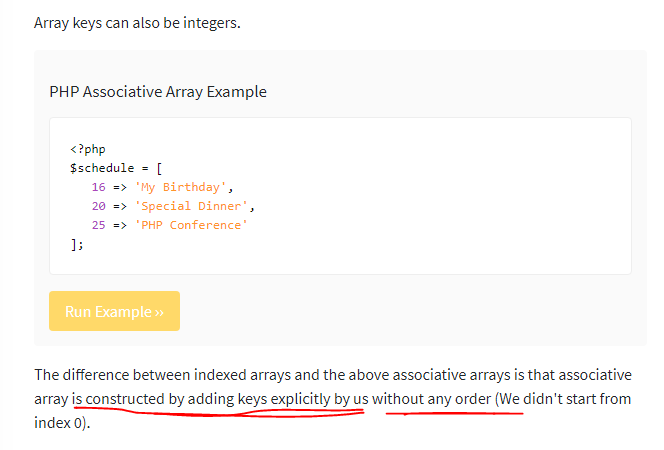 Array keys can also be integers.
PHP Associative Array Example
<?php
$schedule = [
   16 => 'My Birthday',
   20 => 'Special Dinner',
   25 => 'PHP Conference'
];
Run Example »
The difference between indexed arrays and the above associative arrays is that associative
array is constructed by adding keys explicitly by us without any order (We didn't start from
index 0).